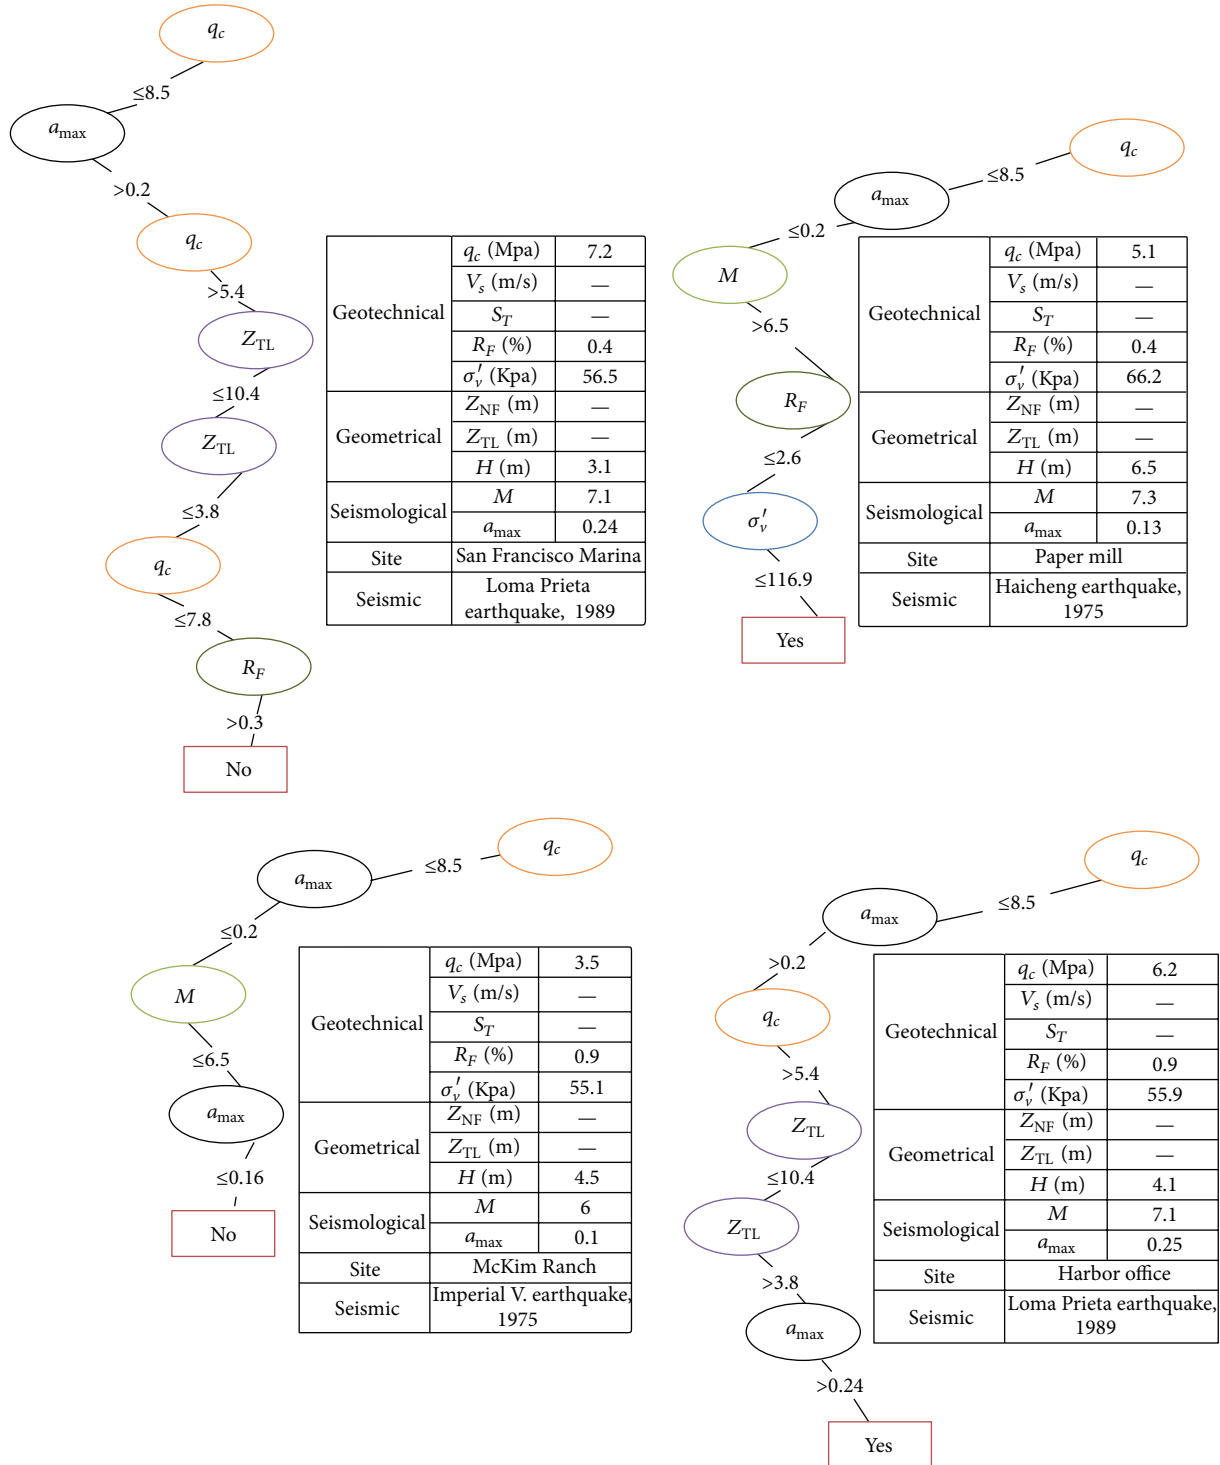 q_c
≤8.5
a_max
>0.2
q_c
>5.4
Z_TL
≤10.4
Z_TL
≤3.8
q_c
≤7.8
R_F
>0.3
No
Geotechnical
q_c (Mpa) 7.2
V_s (m/s) —
S_T —
R_F (%) 0.4
σ′_v (Kpa) 56.5
Geometrical
Z_NF (m) —
Z_TL (m) —
H (m) 3.1
Seismological
M 7.1
a_max 0.24
Site San Francisco Marina
Seismic Loma Prieta
earthquake, 1989
q_c
≤8.5
a_max
≤0.2
M
>6.5
R_F
≤2.6
σ′_v
≤116.9
Yes
Geotechnical
q_c (Mpa) 5.1
V_s (m/s) —
S_T —
R_F (%) 0.4
σ′_v (Kpa) 66.2
Geometrical
Z_NF (m) —
Z_TL (m) —
H (m) 6.5
Seismological
M 7.3
a_max 0.13
Site Paper mill
Seismic Haicheng earthquake,
1975
q_c
≤8.5
a_max
≤0.2
M
≤6.5
a_max
≤0.16
No
Geotechnical
q_c (Mpa) 3.5
V_s (m/s) —
S_T —
R_F (%) 0.9
σ_v′ (Kpa) 55.1
Geometrical
Z_NF (m) —
Z_TL (m) —
H (m) 4.5
Seismological
M 6
a_max 0.1
Site McKim Ranch
Seismic Imperial V. earthquake,
1975
q_c
≤8.5
a_max
>0.2
q_c
>5.4
Z_TL
≤10.4
Z_TL
>3.8
a_max
>0.24
Yes
Geotechnical
q_c (Mpa) 6.2
V_s (m/s) —
S_T —
R_F (%) 0.9
σ′_v (Kpa) 55.9
Geometrical
Z_NF (m) —
Z_TL (m) —
H (m) 4.1
Seismological
M 7.1
a_max 0.25
Site Harbor office
Seismic Loma Prieta earthquake,
1989